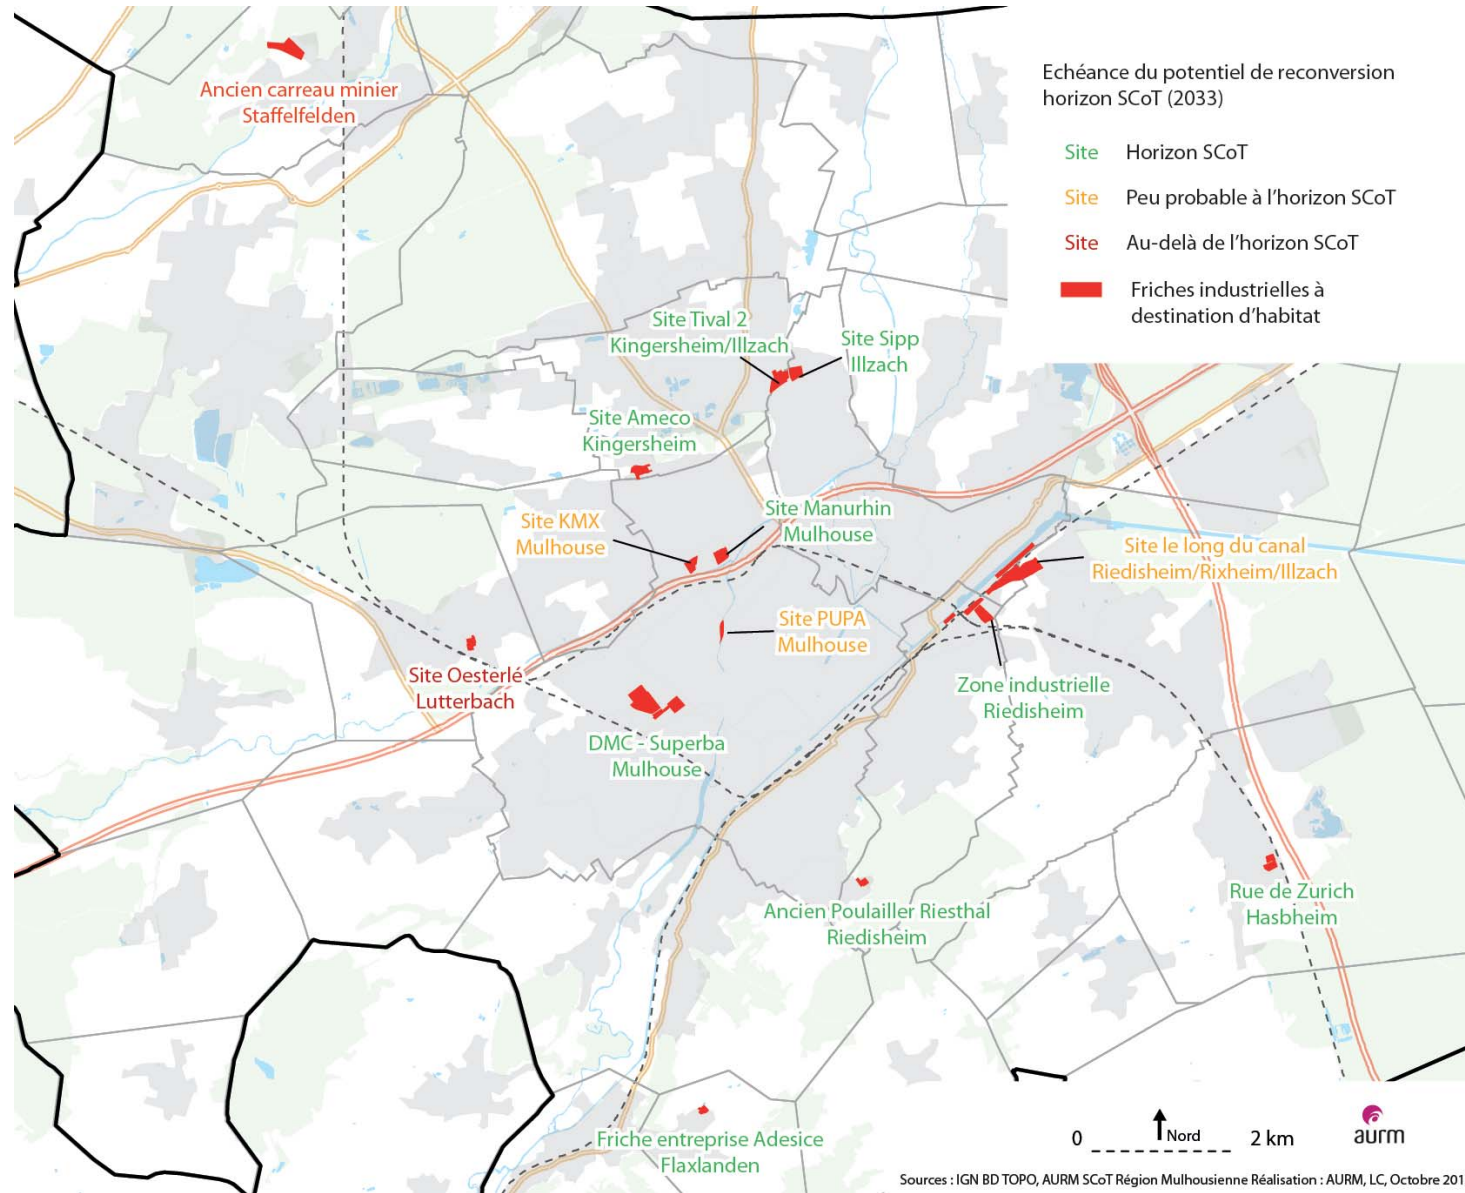 Echéance du potentiel de reconversion
horizon SCoT (2033)
Site Horizon SCoT
Site Peu probable à l'horizon SCoT
Site Au-delà de l'horizon SCoT
Friches industrielles à
destination d'habitat
Ancien carreau minier
Staffelfelden
Site Tival 2
Kingersheim/Illzach
Site Sipp
Illzach
Site Ameco
Kingersheim
Site KMX
Mulhouse
Site Manurhin
Mulhouse
Site le long du canal
Riedisheim/Rixheim/Illzach
Site PUPA
Mulhouse
Site Oesterlé
Lutterbach
Zone industrielle
Riedisheim
DMC - Superba
Mulhouse
Rue de Zurich
Hasbheim
Ancien Poulailler Riesthal
Riedisheim
Friche entreprise Adesice
Flaxlanden
0 Nord 2 km
aurm
Sources : IGN BD TOPO, AURM SCoT Région Mulhousienne Réalisation : AURM, LC, Octobre 201